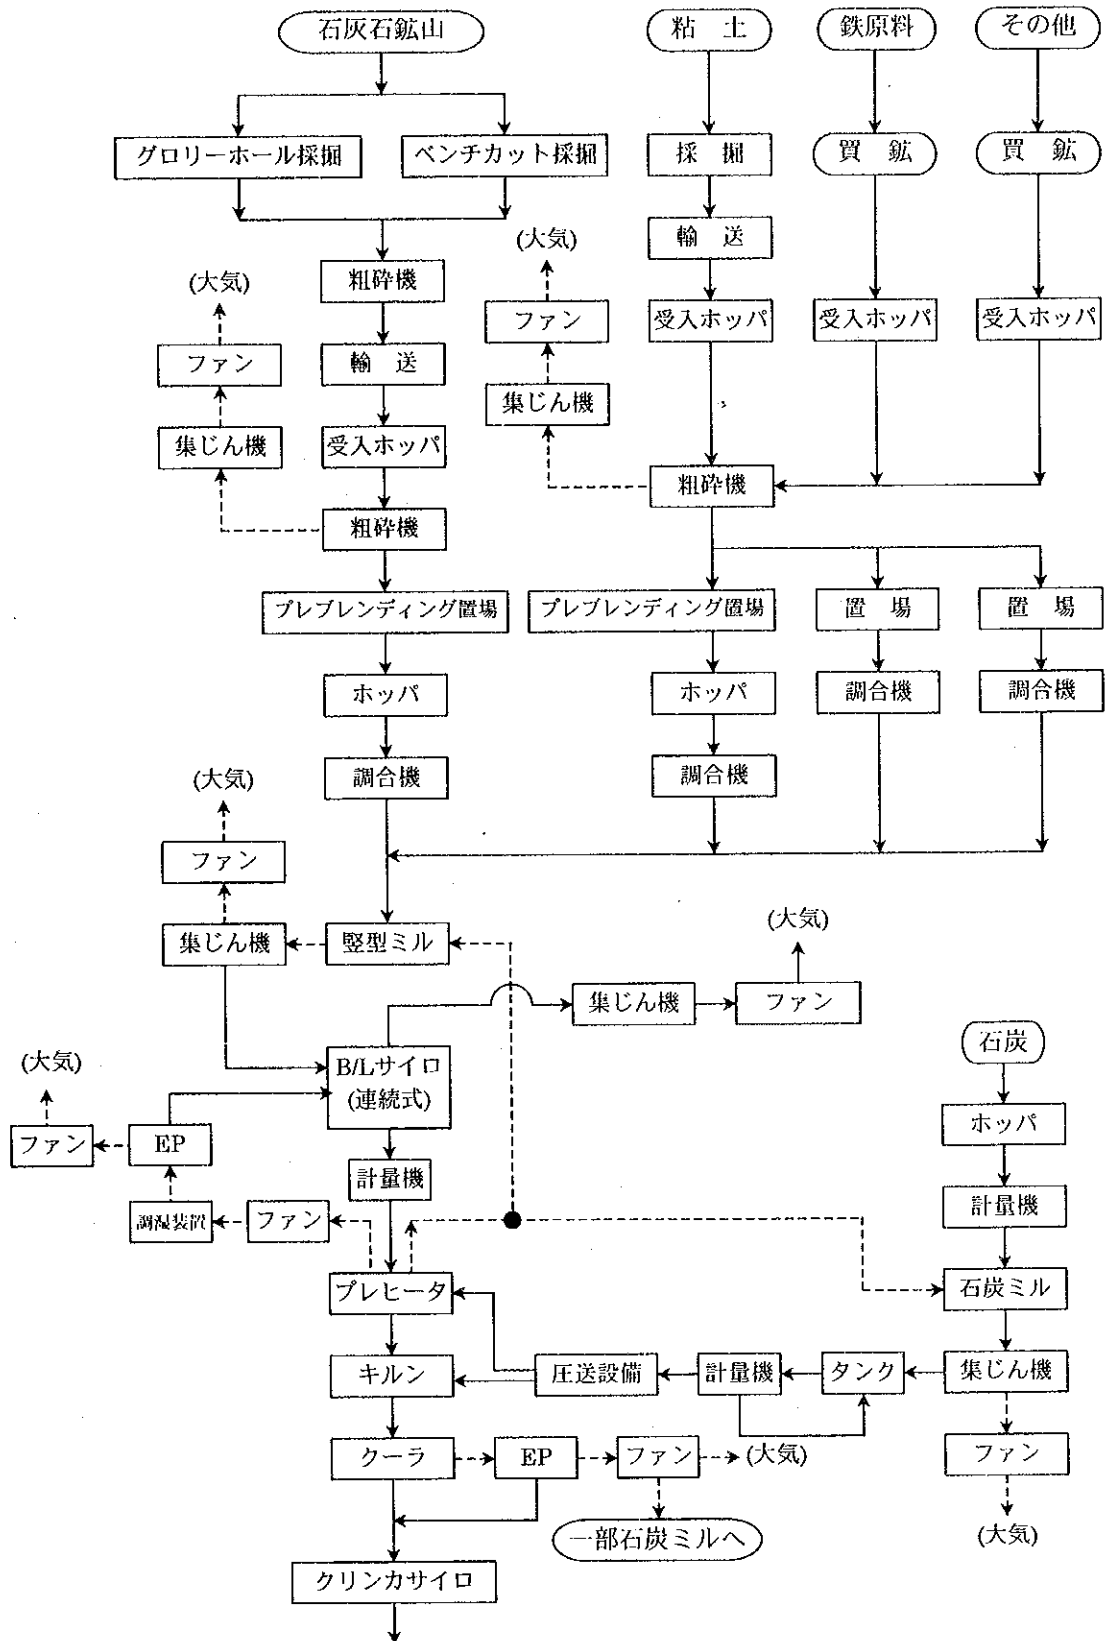 石灰石鉱山
粘 土
鉄原料
その他
グロリーホール採掘
ベンチカット採掘
採 掘
買 鉱
買 鉱
輸 送
(大気)
粗砕機
(大気)
ファン
受入ホッパ
受入ホッパ
受入ホッパ
ファン
輸 送
集じん機
集じん機
受入ホッパ
粗砕機
粗砕機
プレブレンディング置場
プレブレンディング置場
置 場
置 場
ホッパ
ホッパ
調合機
調合機
(大気)
調合機
調合機
ファン
(大気)
集じん機
竪型ミル
集じん機
ファン
石炭
(大気)
B/Lサイロ
(連続式)
ホッパ
ファン
EP
計量機
計量機
調湿装置
ファン
プレヒータ
石炭ミル
キルン
圧送設備
計量機
タンク
集じん機
クーラ
EP
ファン
(大気)
ファン
一部石炭ミルへ
(大気)
クリンカサイロ